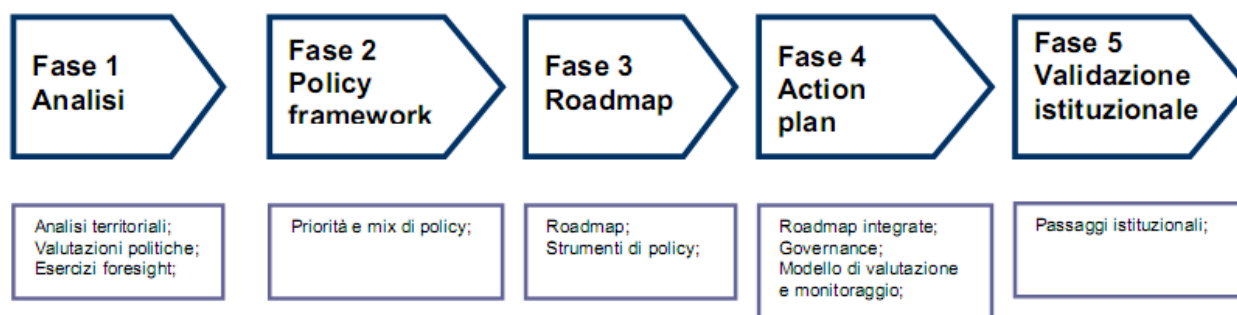 Fase 1
Analisi
Fase 2
Policy
framework
Fase 3
Roadmap
Fase 4
Action
plan
Fase 5
Validazione
istituzionale
Analisi territoriali;
Valutazioni politiche;
Esercizi foresight;
Priorità e mix di policy;
Roadmap;
Strumenti di policy;
Roadmap integrate;
Governance;
Modello di valutazione
e monitoraggio;
Passaggi istituzionali;